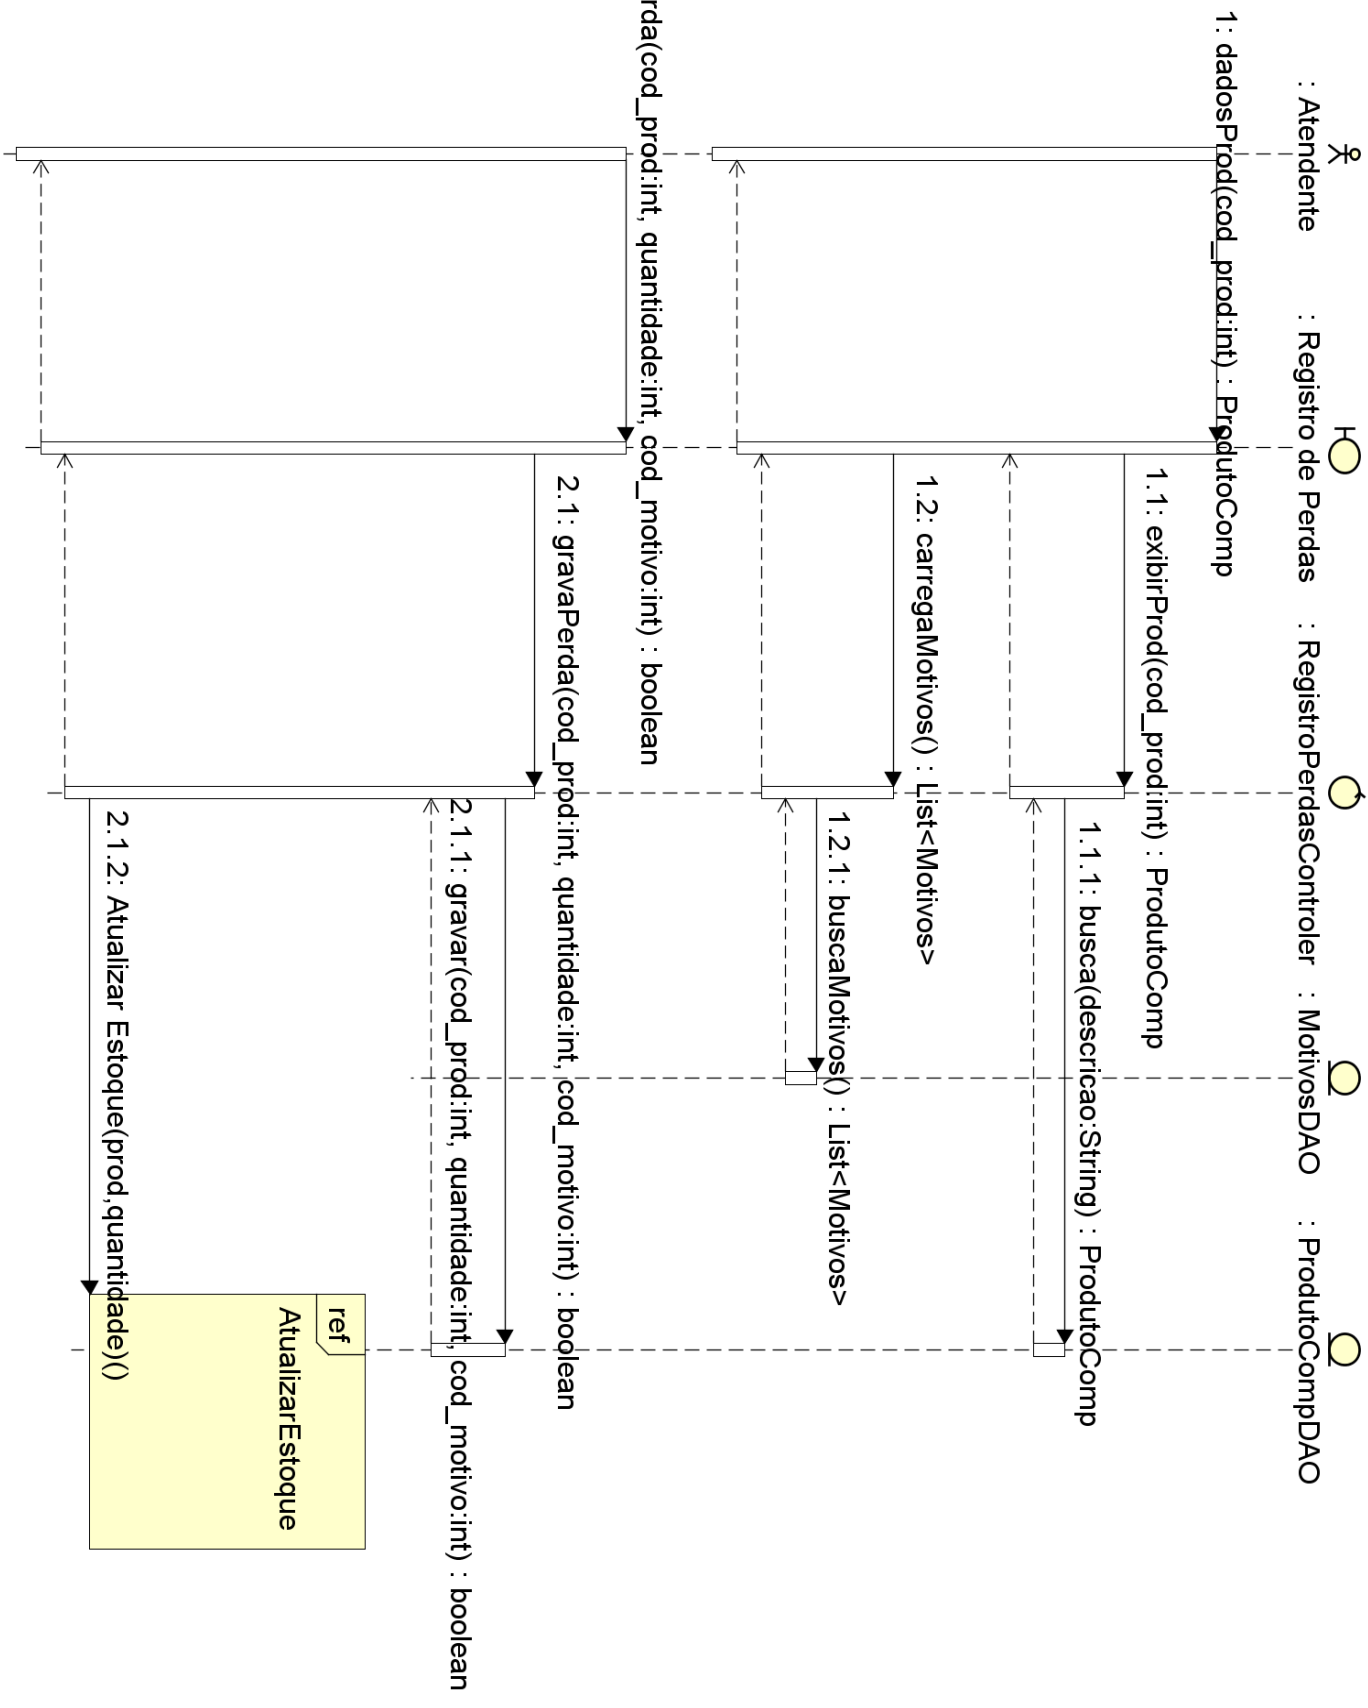 : Atendente
: Registro de Perdas
: RegistroPerdasControler
: MotivosDAO
: ProdutoCompDAO
1: dadosProd(cod_prod:int) : ProdutoComp
1.1: exibirProd(cod_prod:int) : ProdutoComp
1.1.1: busca(descricao:String) : ProdutoComp
1.2: carregaMotivos() : List<Motivos>
1.2.1: buscaMotivos() : List<Motivos>
rda(cod_prod:int, quantidade:int, cod_motivo:int) : boolean
2.1: gravaPerda(cod_prod:int, quantidade:int, cod_motivo:int) : boolean
2.1.1: gravar(cod_prod:int, quantidade:int, cod_motivo:int) : boolean
ref
AtualizarEstoque
2.1.2: Atualizar Estoque(prod,quantidade)()